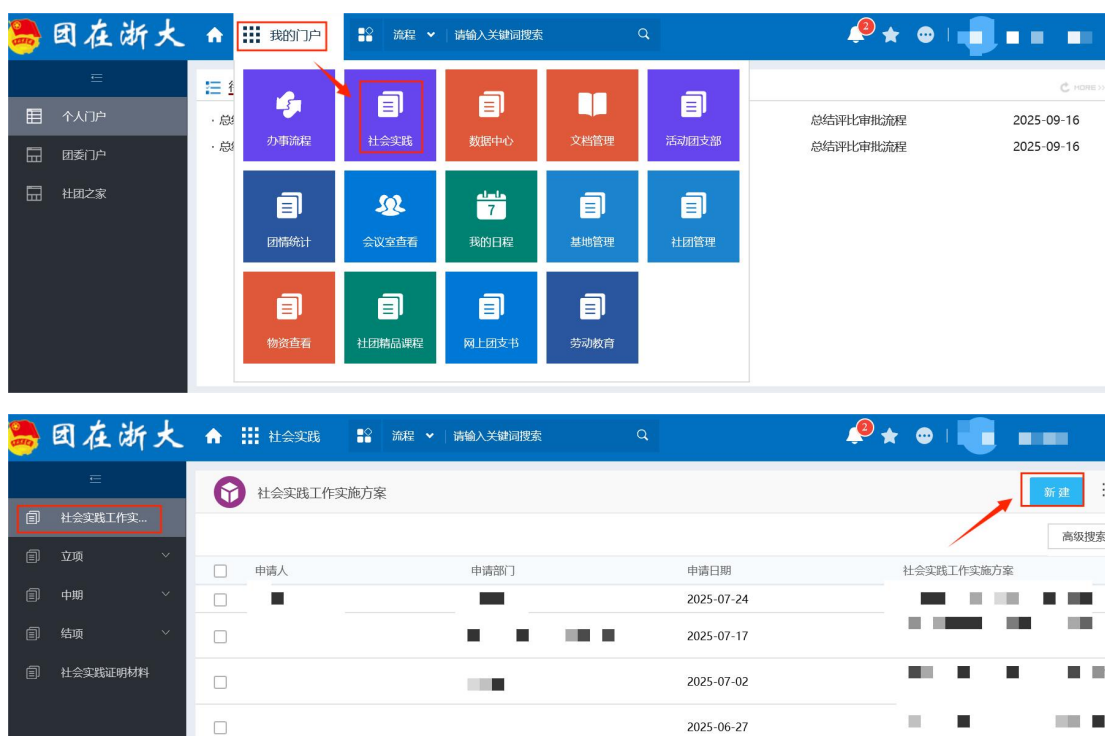 团在浙大 我的门户 流程 请输入关键词搜索 2
个人门户
团委门户
社团之家
办事流程 社会实践 数据中心 文档管理 活动团支部
团情统计 会议室查看 7 我的日程 基地管理 社团管理
物资查看 社团精品课程 网上团支书 劳动教育
HOME
· 总 总结评比审批流程 2025-09-16
· 总 总结评比审批流程 2025-09-16
团在浙大 社会实践 流程 请输入关键词搜索 2
社会实践工作实...
立项
中期
结项
社会实践证明材料
社会实践工作实施方案 新建
高级搜索
申请人 申请部门 申请日期 社会实践工作实施方案
2025-07-24
2025-07-17
2025-07-02
2025-06-27